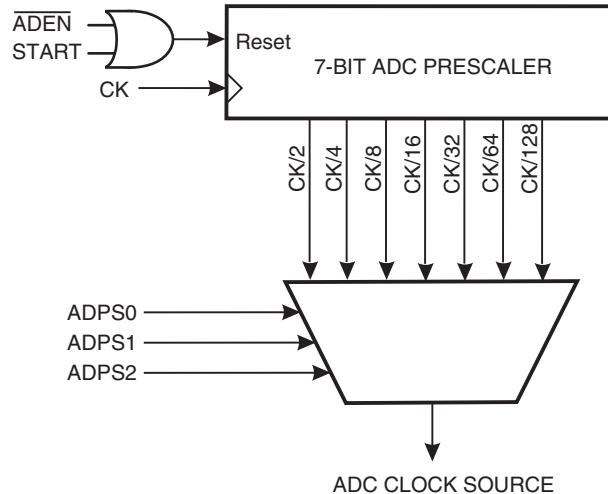 ADEN
START
Reset
7-BIT ADC PRESCALER
CK
CK/2
CK/4
CK/8
CK/16
CK/32
CK/64
CK/128
ADPS0
ADPS1
ADPS2
ADC CLOCK SOURCE